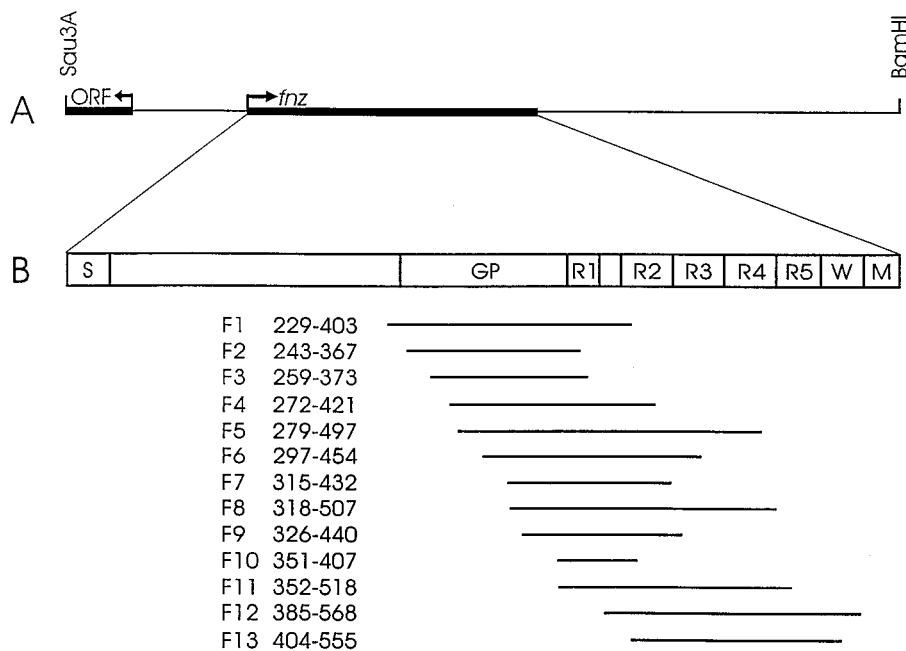 Sau3A
BamHI
A
ORF
fnz
B
S
GP
R1
R2
R3
R4
R5
W
M
F1 229-403
F2 243-367
F3 259-373
F4 272-421
F5 279-497
F6 297-454
F7 315-432
F8 318-507
F9 326-440
F10 351-407
F11 352-518
F12 385-568
F13 404-555